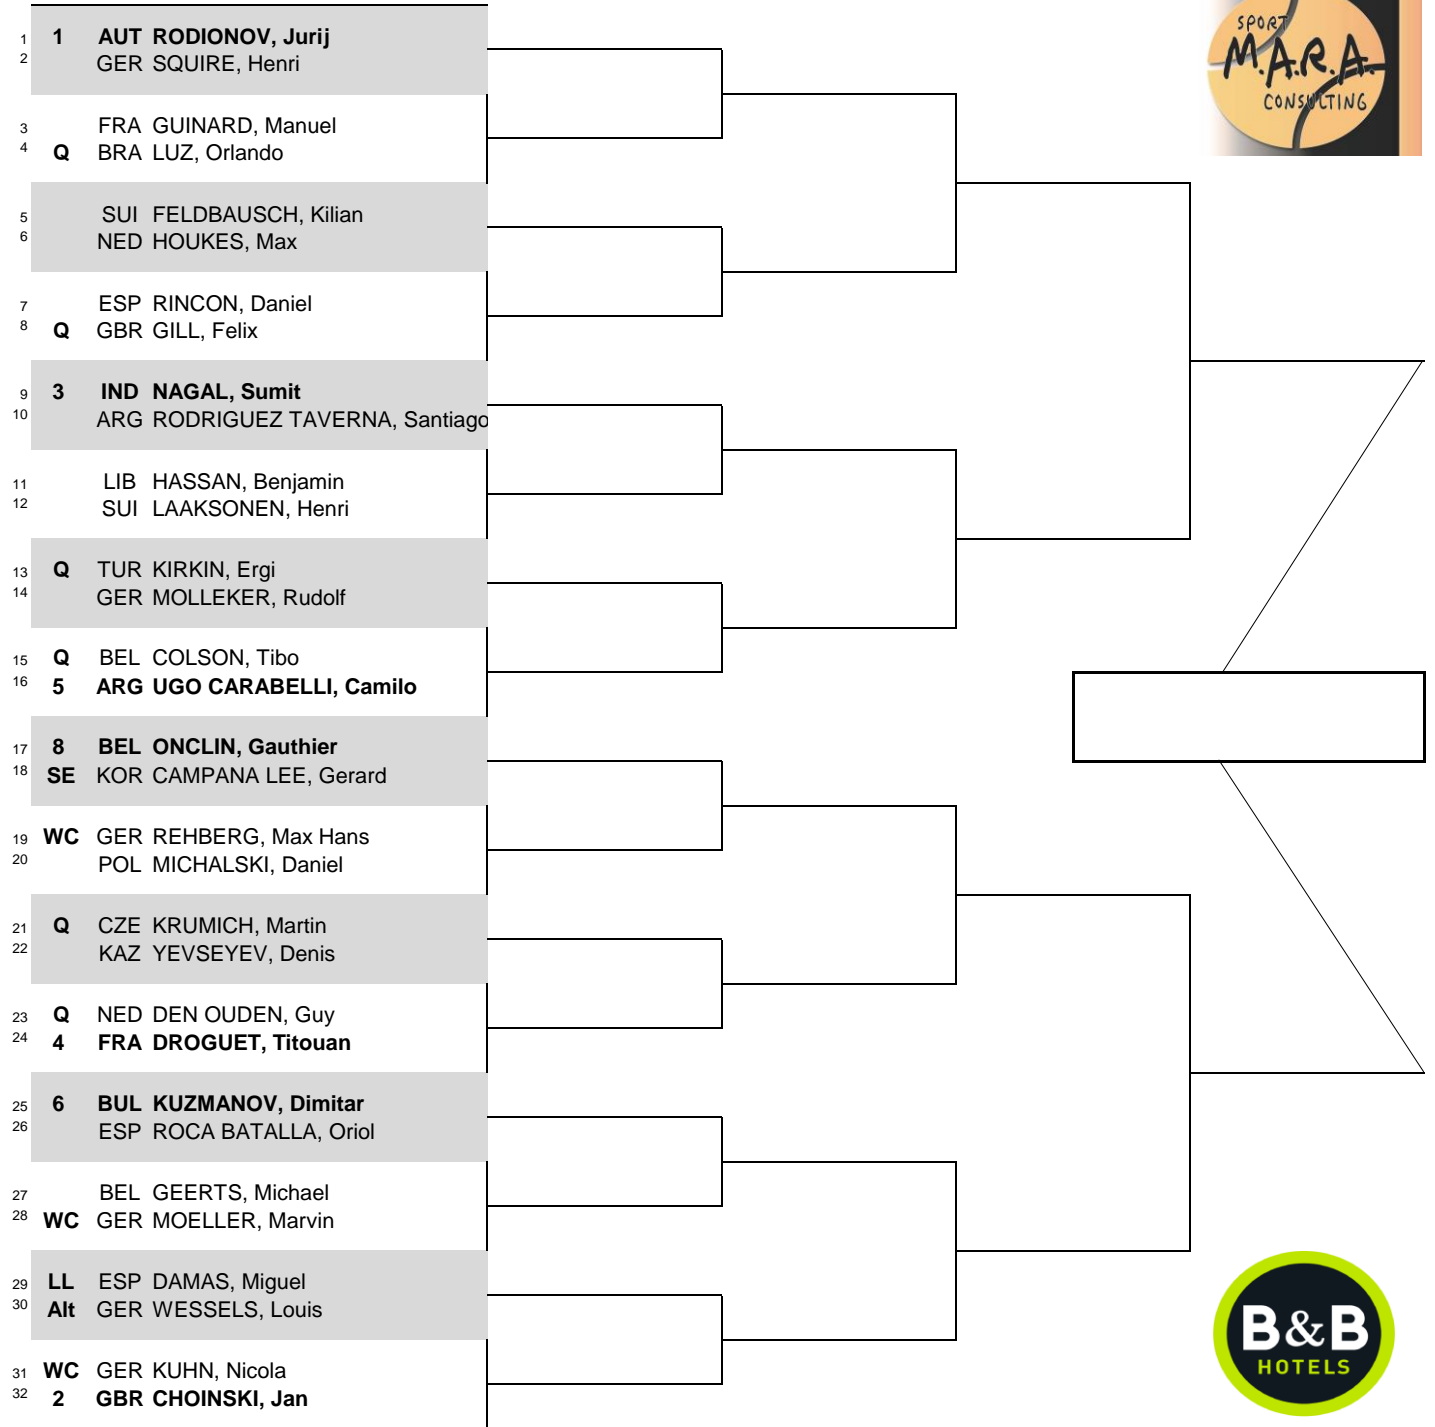 SPORT
M.A.R.A.
CONSULTING
1 1 AUT RODIONOV, Jurij
2 GER SQUIRE, Henri
3 FRA GUINARD, Manuel
4 Q BRA LUZ, Orlando
5 SUI FELDBAUSCH, Kilian
6 NED HOUKES, Max
7 ESP RINCON, Daniel
8 Q GBR GILL, Felix
9 3 IND NAGAL, Sumit
10 ARG RODRIGUEZ TAVERNA, Santiago
11 LIB HASSAN, Benjamin
12 SUI LAAKSONEN, Henri
13 Q TUR KIRKIN, Ergi
14 GER MOLLEKER, Rudolf
15 Q BEL COLSON, Tibo
16 5 ARG UGO CARABELLI, Camilo
17 8 BEL ONCLIN, Gauthier
18 SE KOR CAMPANA LEE, Gerard
19 WC GER REHBERG, Max Hans
20 POL MICHALSKI, Daniel
21 Q CZE KRUMICH, Martin
22 KAZ YEVSEYEV, Denis
23 Q NED DEN OUDEN, Guy
24 4 FRA DROGUET, Titouan
25 6 BUL KUZMANOV, Dimitar
26 ESP ROCA BATALLA, Oriol
27 BEL GEERTS, Michael
28 WC GER MOELLER, Marvin
29 LL ESP DAMAS, Miguel
30 Alt GER WESSELS, Louis
31 WC GER KUHN, Nicola
32 2 GBR CHOINSKI, Jan
B&B
HOTELS